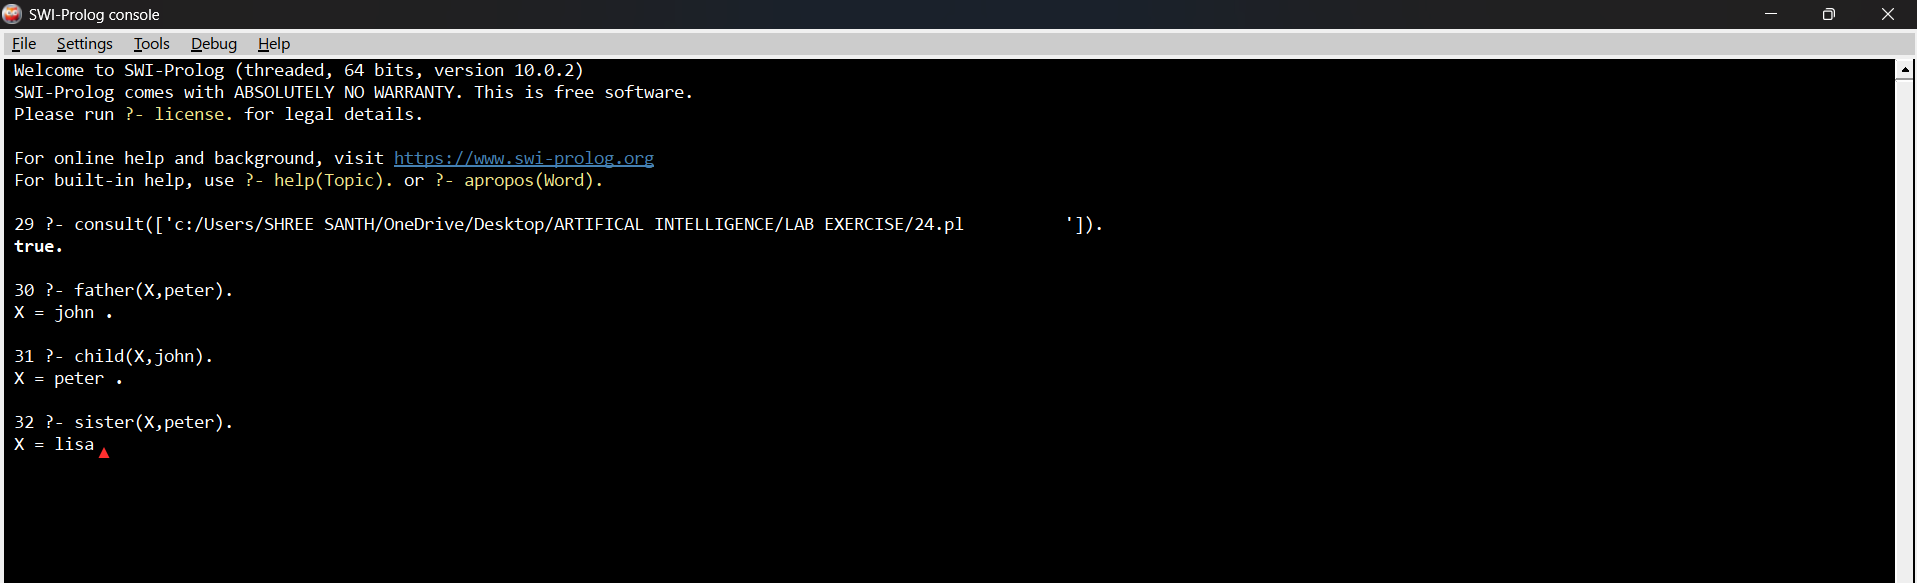 SWI-Prolog console
File Settings Tools Debug Help
Welcome to SWI-Prolog (threaded, 64 bits, version 10.0.2)
SWI-Prolog comes with ABSOLUTELY NO WARRANTY. This is free software.
Please run ?- license. for legal details.
For online help and background, visit https://www.swi-prolog.org
For built-in help, use ?- help(Topic). or ?- apropos(Word).
29 ?- consult(['c:/Users/SHREE SANTH/OneDrive/Desktop/ARTIFICAL INTELLIGENCE/LAB EXERCISE/24.pl          ']).
true.
30 ?- father(X,peter).
X = john .
31 ?- child(X,john).
X = peter .
32 ?- sister(X,peter).
X = lisa